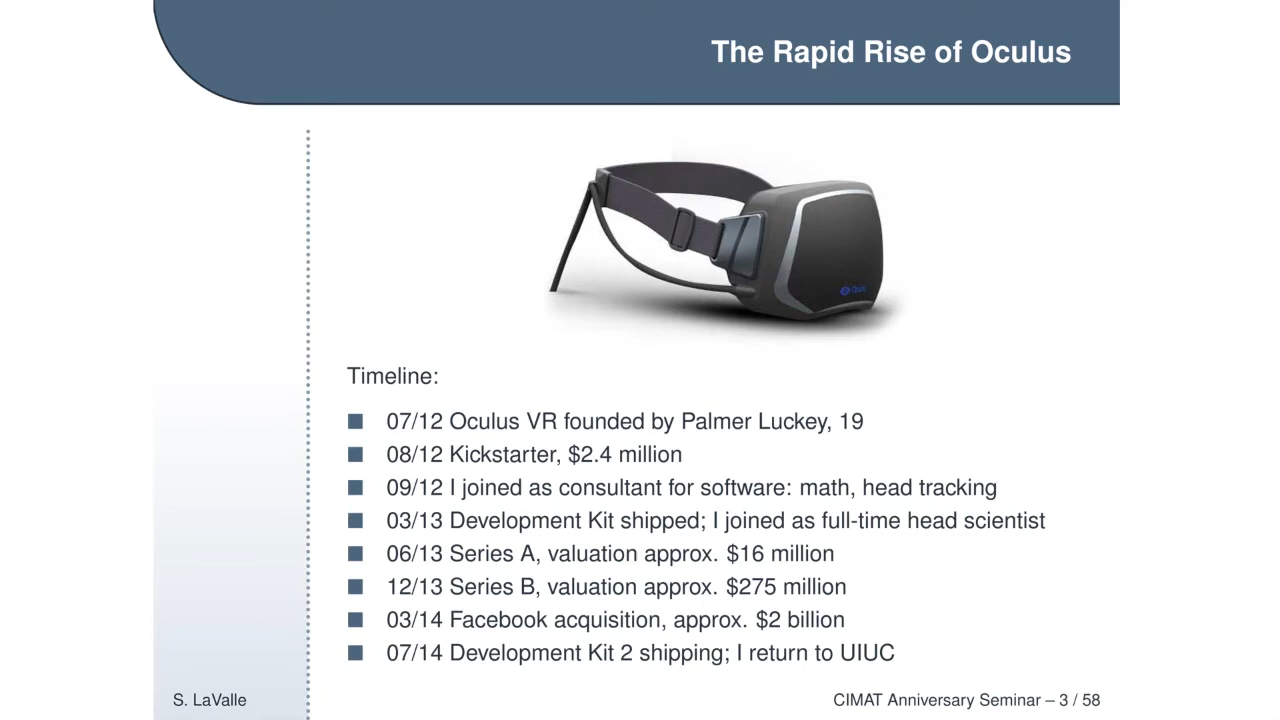 The Rapid Rise of Oculus
Timeline:
07/12 Oculus VR founded by Palmer Luckey, 19
08/12 Kickstarter, $2.4 million
09/12 I joined as consultant for software: math, head tracking
03/13 Development Kit shipped; I joined as full-time head scientist
06/13 Series A, valuation approx. $16 million
12/13 Series B, valuation approx. $275 million
03/14 Facebook acquisition, approx. $2 billion
07/14 Development Kit 2 shipping; I return to UIUC
S. LaValle
CIMAT Anniversary Seminar – 3 / 58